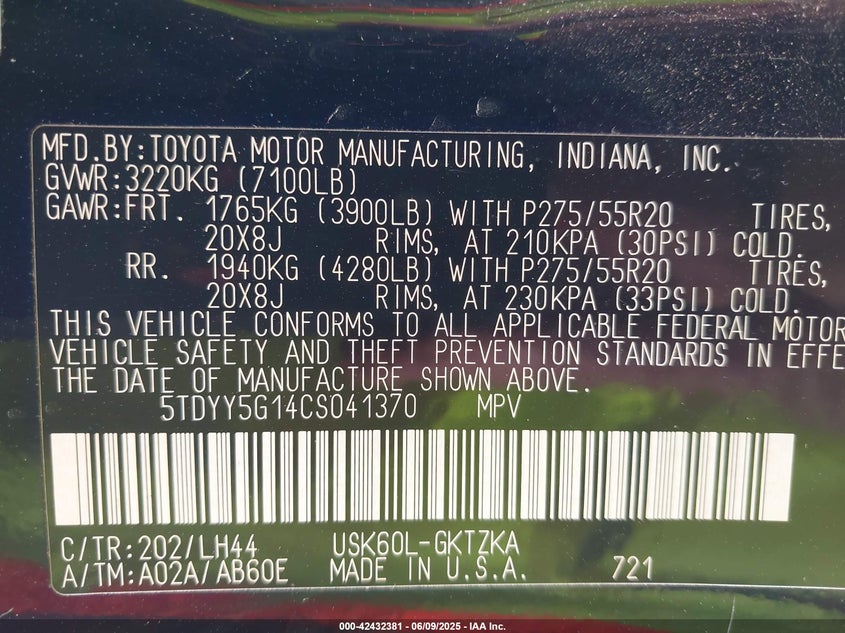 MFD.BY:TOYOTA MOTOR MANUFACTURING, INDIANA, INC.
GVWR:3220KG (7100LB)
GAWR:FRT. 1765KG (3900LB) WITH P275/55R20 TIRES,
20X8J RIMS, AT 210KPA (30PSI) COLD.
RR. 1940KG (4280LB) WITH P275/55R20 TIRES,
20X8J RIMS, AT 230KPA (33PSI) COLD.
THIS VEHICLE CONFORMS TO ALL APPLICABLE FEDERAL MOTOR
VEHICLE SAFETY AND THEFT PREVENTION STANDARDS IN EFFE
THE DATE OF MANUFACTURE SHOWN ABOVE.
5TDYY5G14CS041370 MPV
C/TR:202/LH44 USK60L-GKTZKA
A/TM:A02A/AB60E MADE IN U.S.A. 721
000-42432381 - 06/09/2025 - IAA Inc.